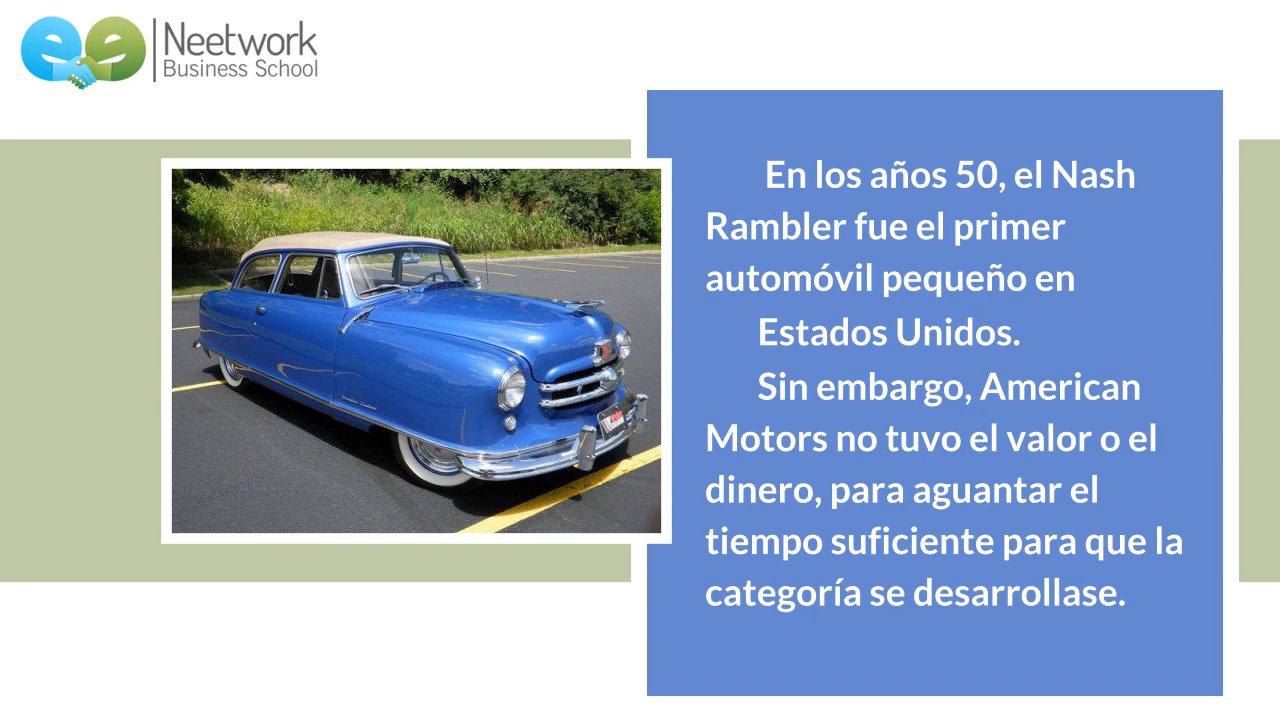 Neetwork
Business School
En los años 50, el Nash
Rambler fue el primer
automóvil pequeño en
Estados Unidos.
Sin embargo, American
Motors no tuvo el valor o el
dinero, para aguantar el
tiempo suficiente para que la
categoría se desarrollase.